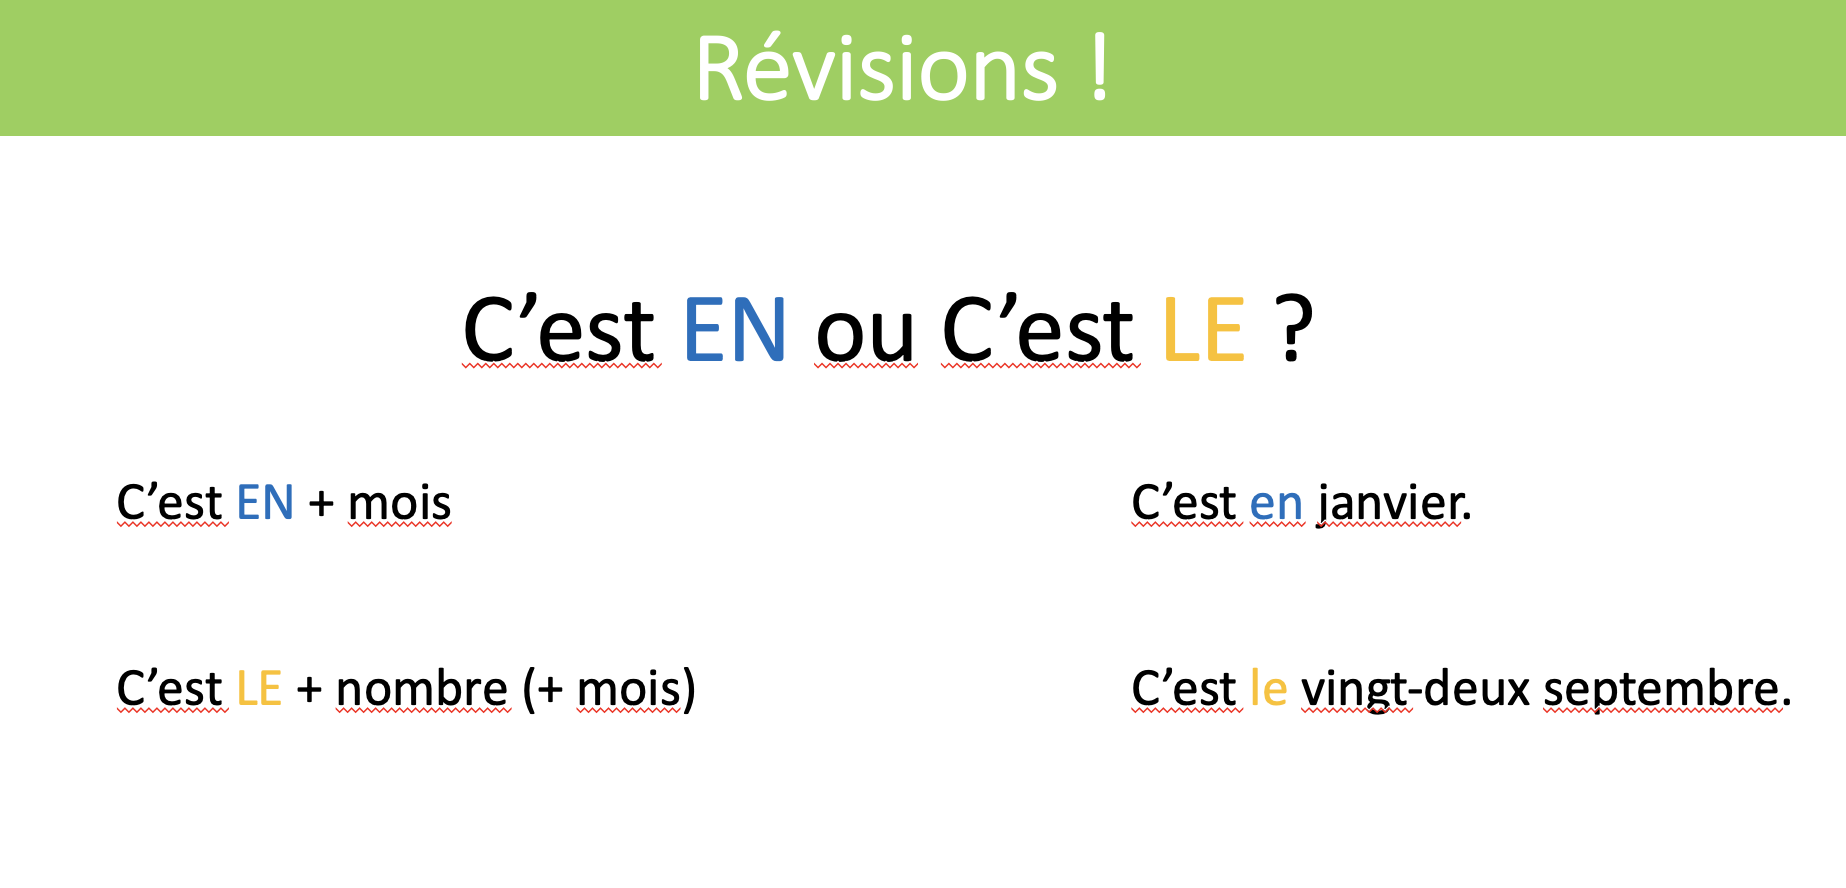 Révisions !
C’est EN ou C’est LE ?
C’est EN + mois
C’est en janvier.
C’est LE + nombre (+ mois)
C’est le vingt-deux septembre.